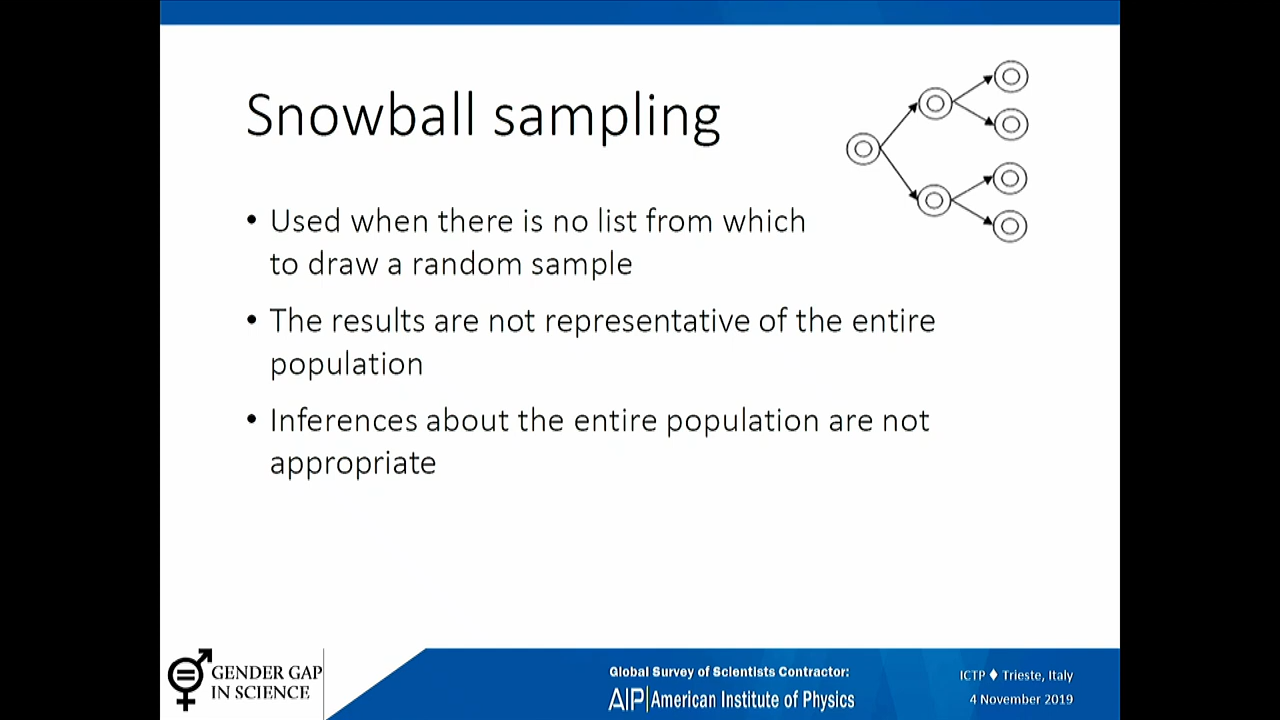 Snowball sampling
• Used when there is no list from which
to draw a random sample
• The results are not representative of the entire
population
• Inferences about the entire population are not
appropriate
GENDER GAP
IN SCIENCE
Global Survey of Scientists Contractor:
AIP|American Institute of Physics
ICTP ♦ Trieste, Italy
4 November 2019